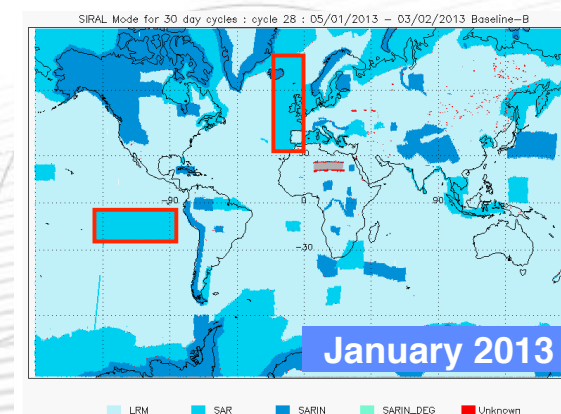 SIRAL Mode for 30 day cycles : cycle 28 : 05/01/2013 – 03/02/2013 Baseline-B
-90 0 90
-30
January 2013
LRM SAR SARIN SARIN_DEG Unknown